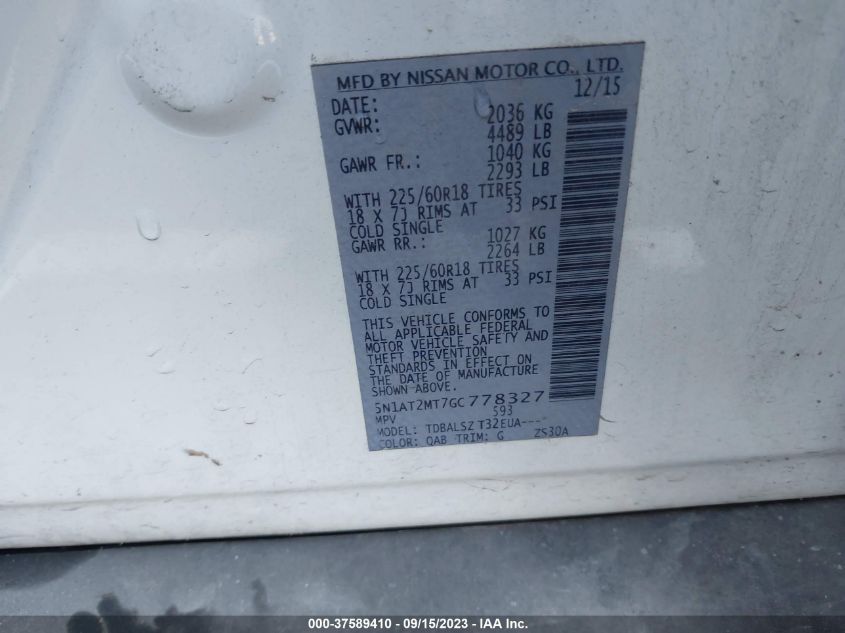 MFD BY NISSAN MOTOR CO., LTD.
DATE: 12/15
GVWR: 2036 KG
4489 LB
GAWR FR.: 1040 KG
2293 LB
WITH 225/60R18 TIRES
18 X 7J RIMS AT 33 PSI
COLD SINGLE
GAWR RR.: 1027 KG
2264 LB
WITH 225/60R18 TIRES
18 X 7J RIMS AT 33 PSI
COLD SINGLE
THIS VEHICLE CONFORMS TO
ALL APPLICABLE FEDERAL
MOTOR VEHICLE SAFETY AND
THEFT PREVENTION
STANDARDS IN EFFECT ON
THE DATE OF MANUFACTURE
SHOWN ABOVE.
5N1AT2MT7GC778327
MPV 593
MODEL: TDBALSZ T32EUA----
COLOR: QAB TRIM: G ZS30A
000-37589410 - 09/15/2023 - IAA Inc.